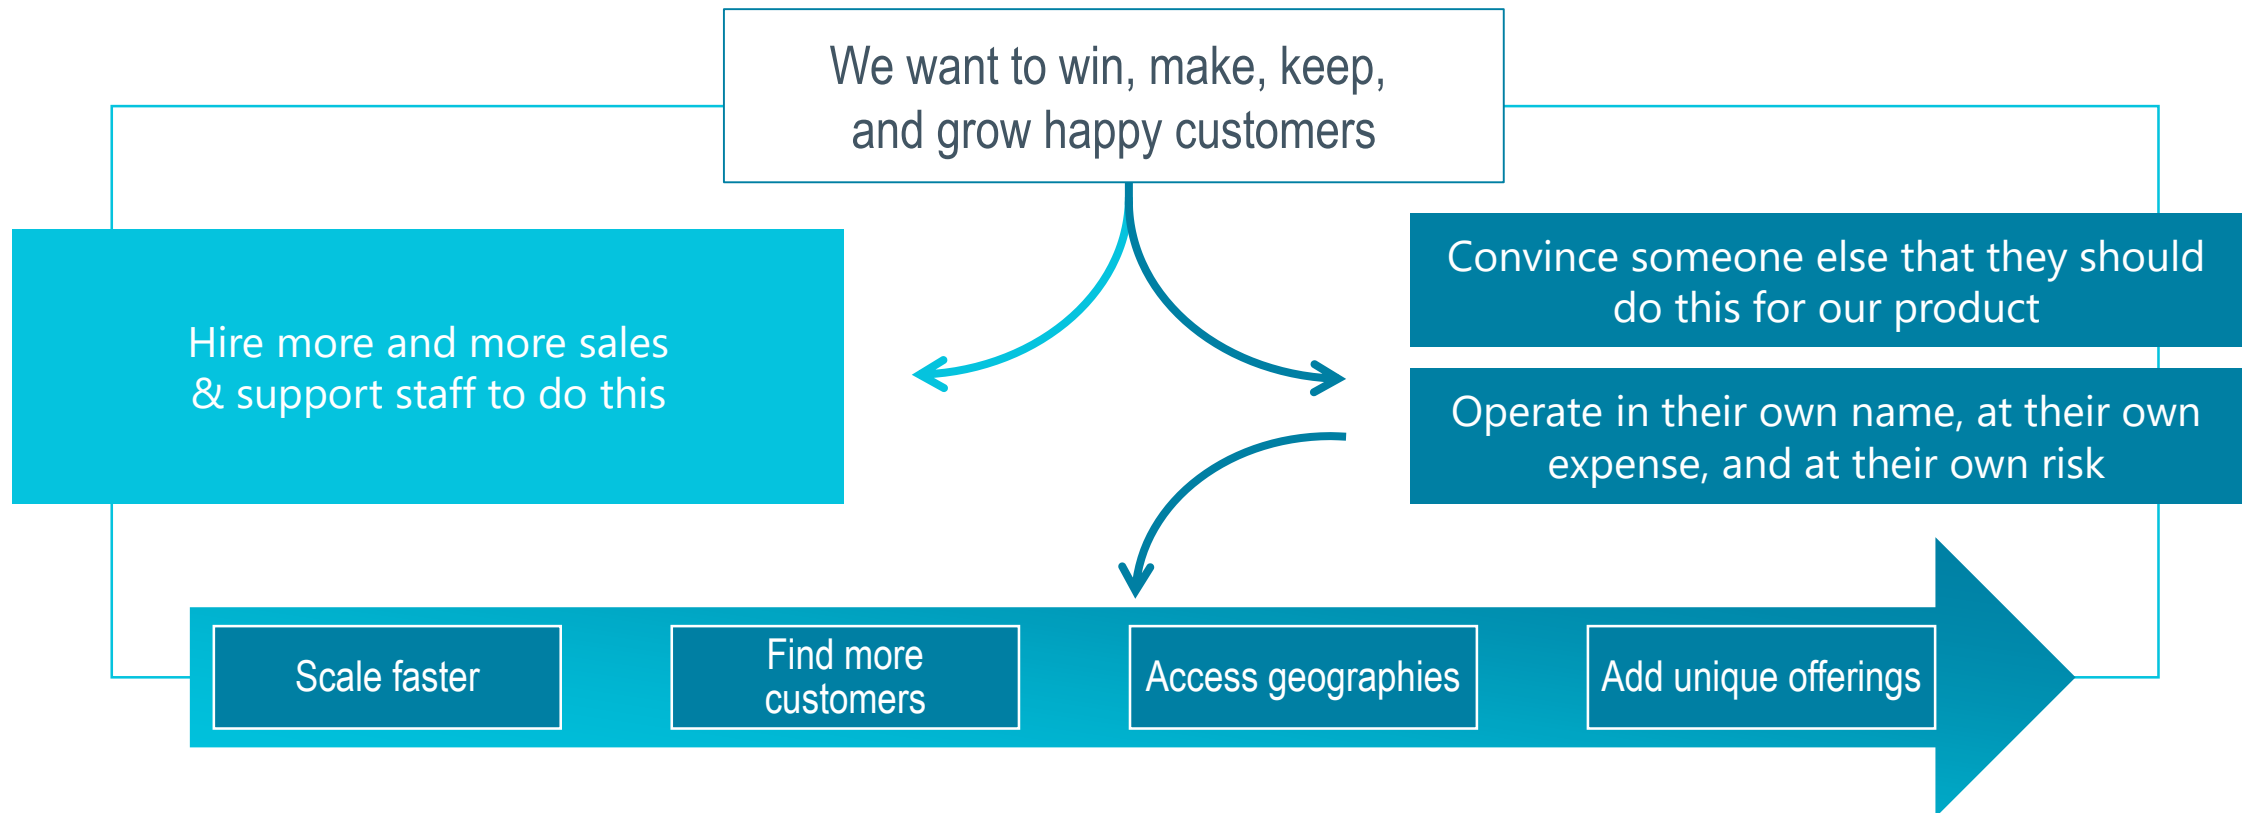 We want to win, make, keep,
and grow happy customers
Hire more and more sales
& support staff to do this
Convince someone else that they should
do this for our product
Operate in their own name, at their own
expense, and at their own risk
Scale faster
Find more
customers
Access geographies
Add unique offerings